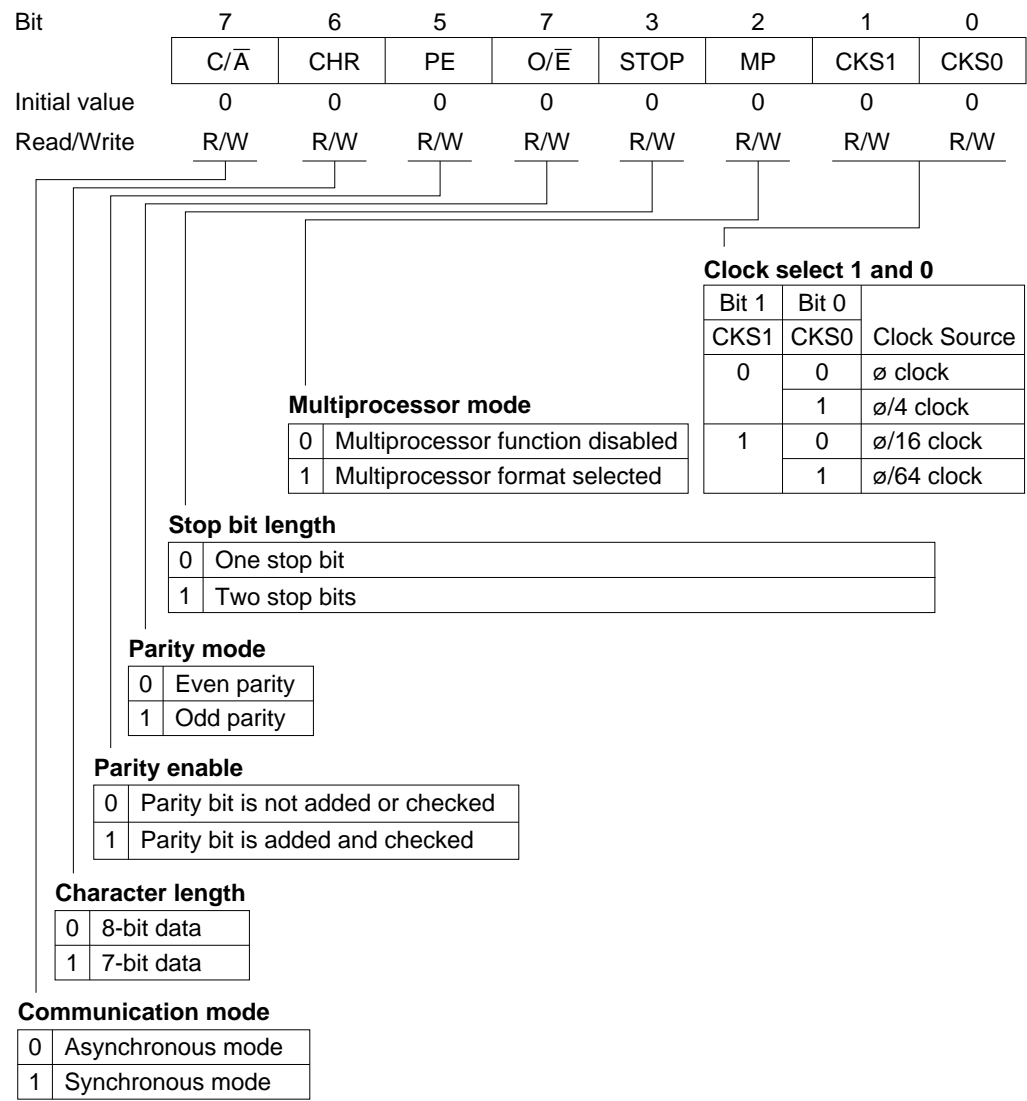 Bit 7 6 5 7 3 2 1 0
C/A̅ CHR PE O/E̅ STOP MP CKS1 CKS0
Initial value 0 0 0 0 0 0 0 0
Read/Write R/W R/W R/W R/W R/W R/W R/W R/W
Clock select 1 and 0
Bit 1 Bit 0
CKS1 CKS0 Clock Source
0 0 ø clock
1 ø/4 clock
1 0 ø/16 clock
1 ø/64 clock
Multiprocessor mode
0 Multiprocessor function disabled
1 Multiprocessor format selected
Stop bit length
0 One stop bit
1 Two stop bits
Parity mode
0 Even parity
1 Odd parity
Parity enable
0 Parity bit is not added or checked
1 Parity bit is added and checked
Character length
0 8-bit data
1 7-bit data
Communication mode
0 Asynchronous mode
1 Synchronous mode